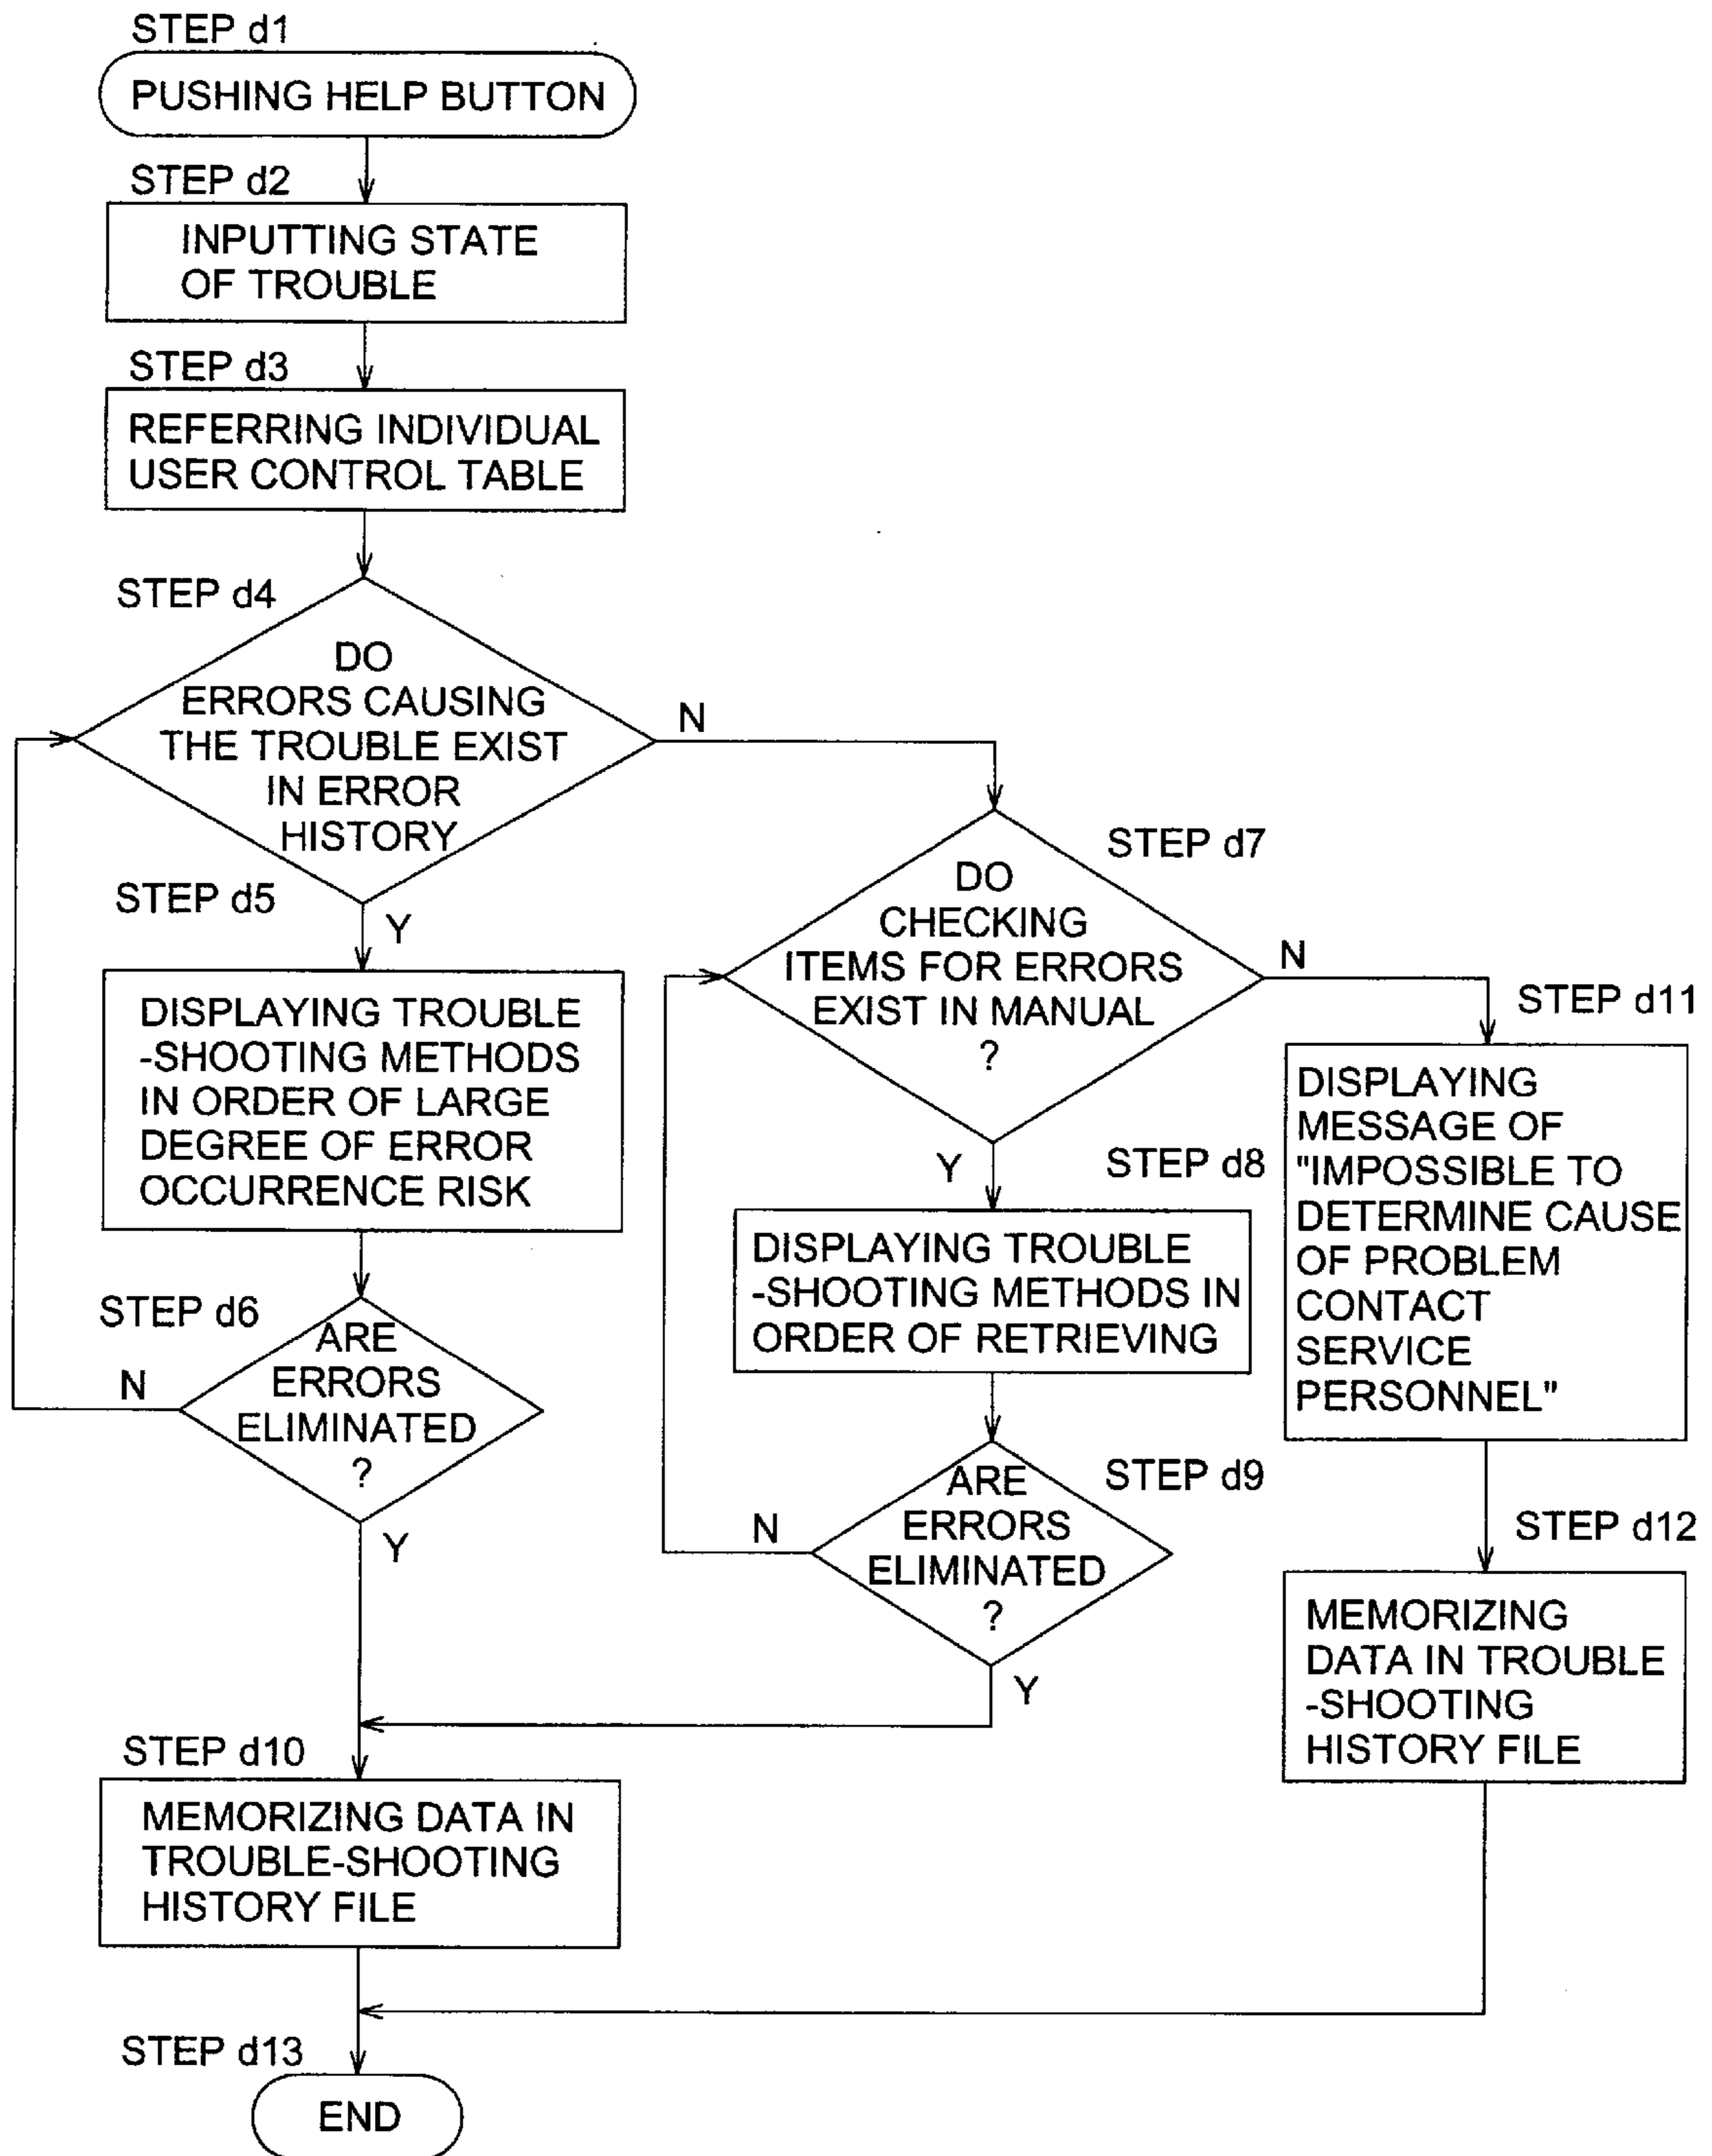 STEP d1
PUSHING HELP BUTTON
STEP d2
INPUTTING STATE
OF TROUBLE
STEP d3
REFERRING INDIVIDUAL
USER CONTROL TABLE
STEP d4
DO
ERRORS CAUSING
THE TROUBLE EXIST
IN ERROR
HISTORY
N
STEP d5
Y
DISPLAYING TROUBLE
-SHOOTING METHODS
IN ORDER OF LARGE
DEGREE OF ERROR
OCCURRENCE RISK
STEP d6
ARE
ERRORS
ELIMINATED
?
N
Y
STEP d7
DO
CHECKING
ITEMS FOR ERRORS
EXIST IN MANUAL
?
N
Y
STEP d8
DISPLAYING TROUBLE
-SHOOTING METHODS IN
ORDER OF RETRIEVING
STEP d9
ARE
ERRORS
ELIMINATED
?
N
Y
STEP d11
DISPLAYING
MESSAGE OF
"IMPOSSIBLE TO
DETERMINE CAUSE
OF PROBLEM
CONTACT
SERVICE
PERSONNEL"
STEP d12
MEMORIZING
DATA IN TROUBLE
-SHOOTING
HISTORY FILE
STEP d10
MEMORIZING DATA IN
TROUBLE-SHOOTING
HISTORY FILE
STEP d13
END